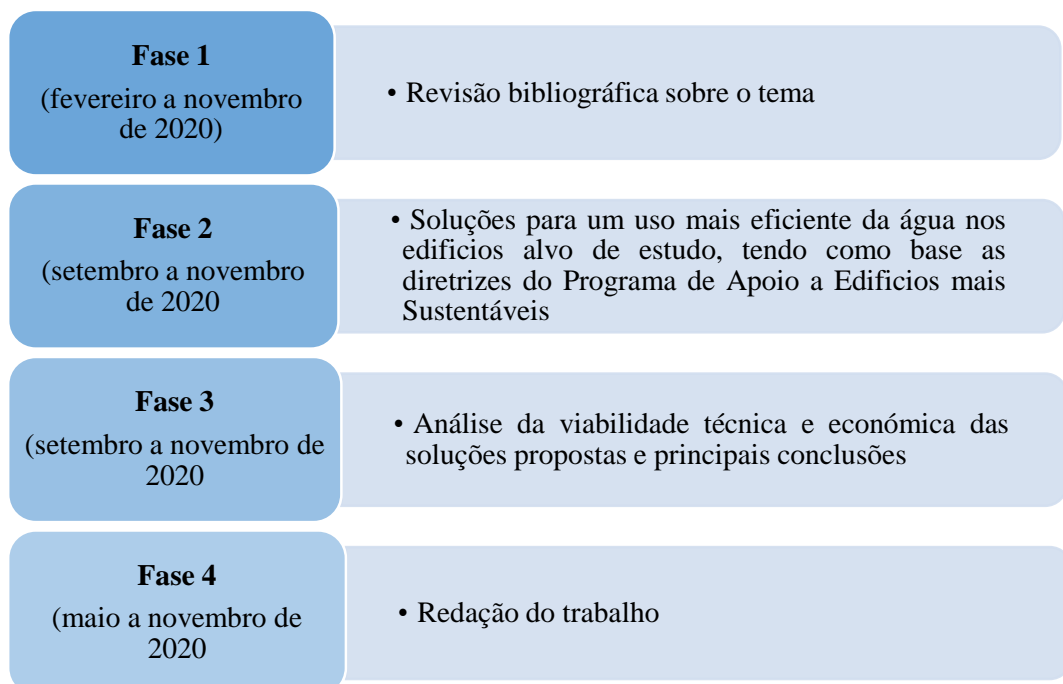 Fase 1
(fevereiro a novembro
de 2020)
• Revisão bibliográfica sobre o tema
Fase 2
(setembro a novembro
de 2020
• Soluções para um uso mais eficiente da água nos
edificios alvo de estudo, tendo como base as
diretrizes do Programa de Apoio a Edificios mais
Sustentáveis
Fase 3
(setembro a novembro de
2020
• Análise da viabilidade técnica e económica das
soluções propostas e principais conclusões
Fase 4
(maio a novembro de
2020
• Redação do trabalho